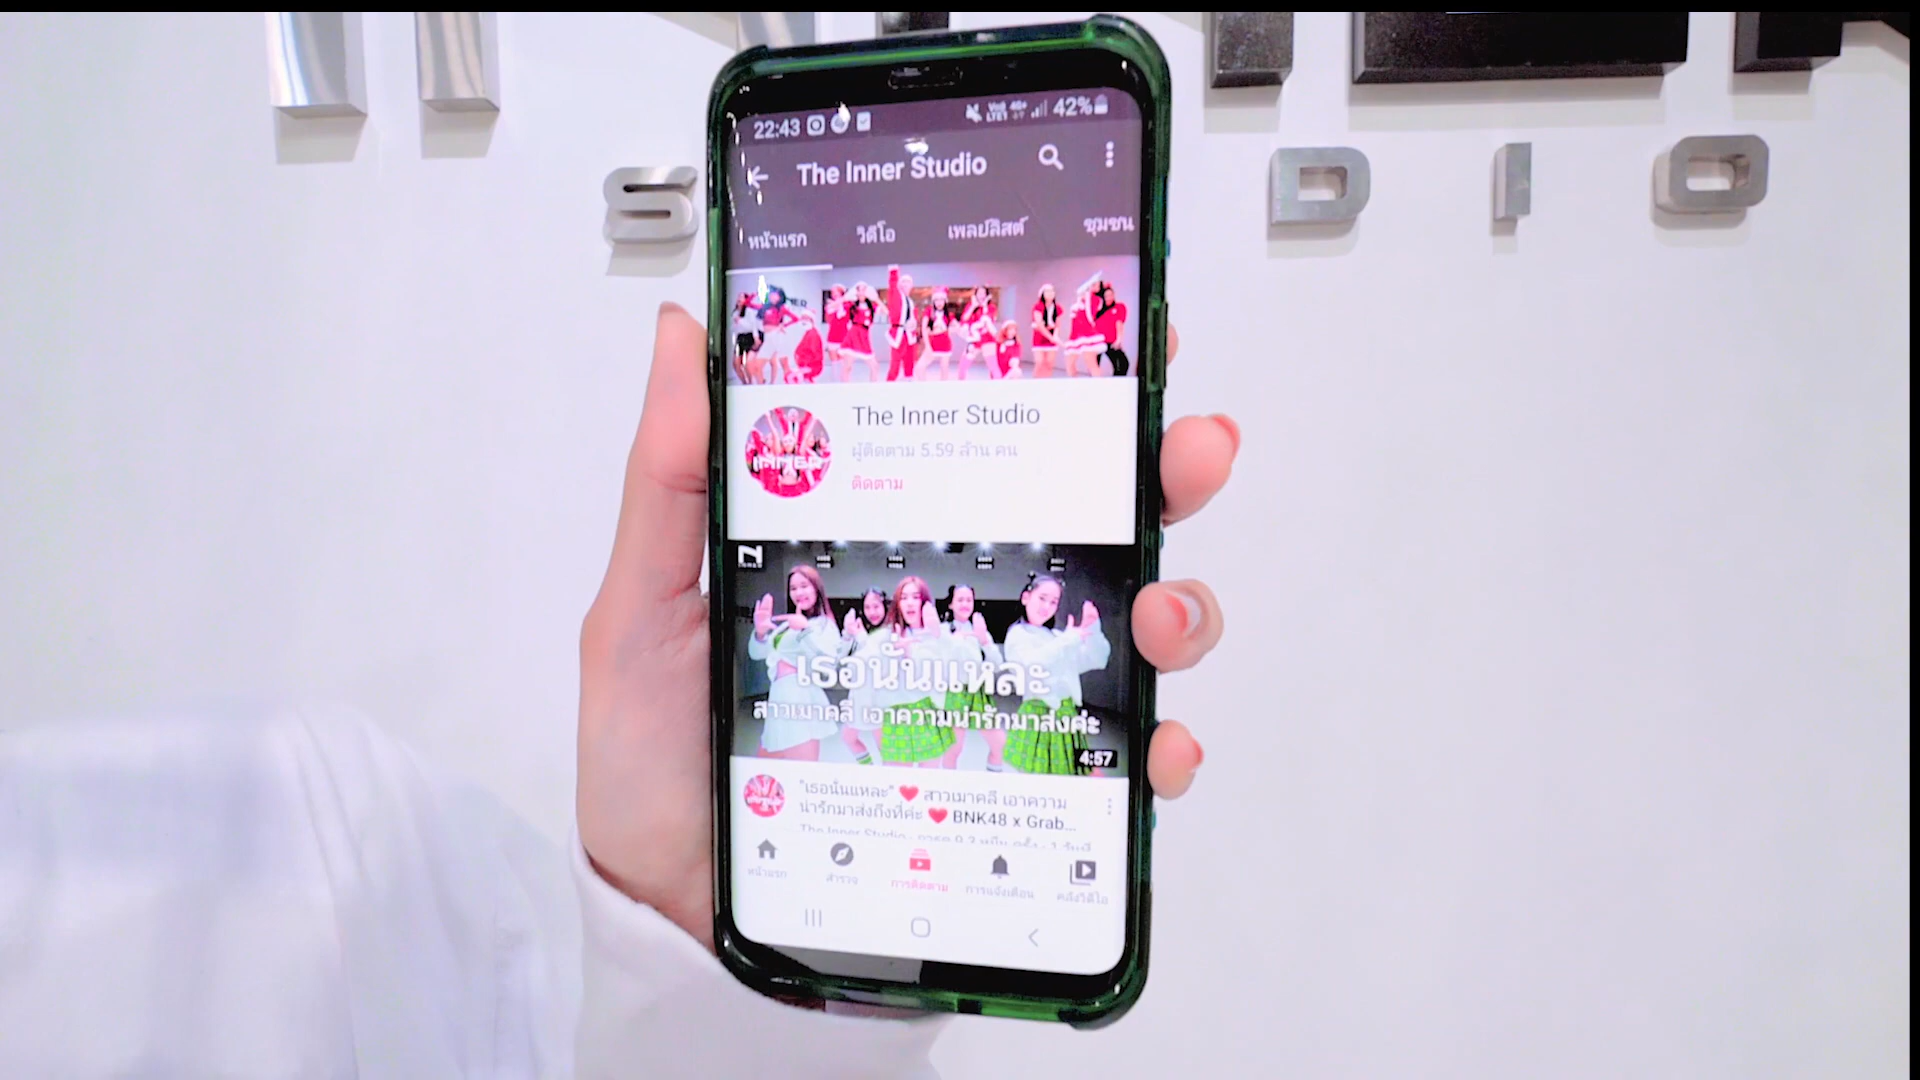 S DIO
22:43 42%
The Inner Studio
หน้าแรก วิดีโอ เพลย์ลิสต์ ชุมชน
The Inner Studio
ผู้ติดตาม 5.59 ล้าน คน
ติดตาม
INNER
เธอนั่นแหละ
สาวเมาคลี เอาความน่ารักมาส่งค่ะ
4:57
"เธอนั่นแหละ" ❤ สาวเมาคลี เอาความ
น่ารักมาส่งถึงที่ค่ะ ❤ BNK48 x Grab...
The Inner Studio
หน้าแรก สำรวจ การติดตาม การแจ้งเตือน คลังวิดีโอ